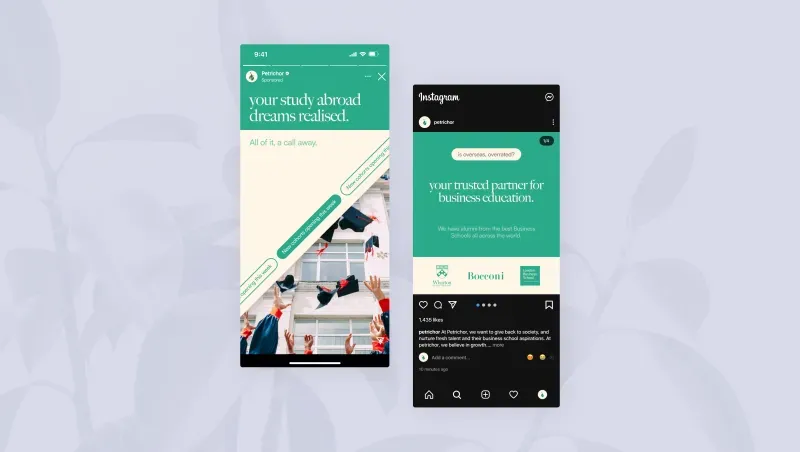 9:41
Petrichor
Sponsored
your study abroad
dreams realised.
All of it, a call away.
New cohorts opening the
New cohorts opening this week
opening this week
Instagram
petrichor
1/4
is overseas, overrated?
your trusted partner for
business education.
We have alumni from the best Business
Schools all across the world.
Wharton
Bocconi
London
Business
School
1,435 likes
petrichor At Petrichor, we want to give back to society, and
nurture fresh talent and their business school aspirations. At
petrichor, we believe in growth.... more
Add a comment...
10 minutes ago